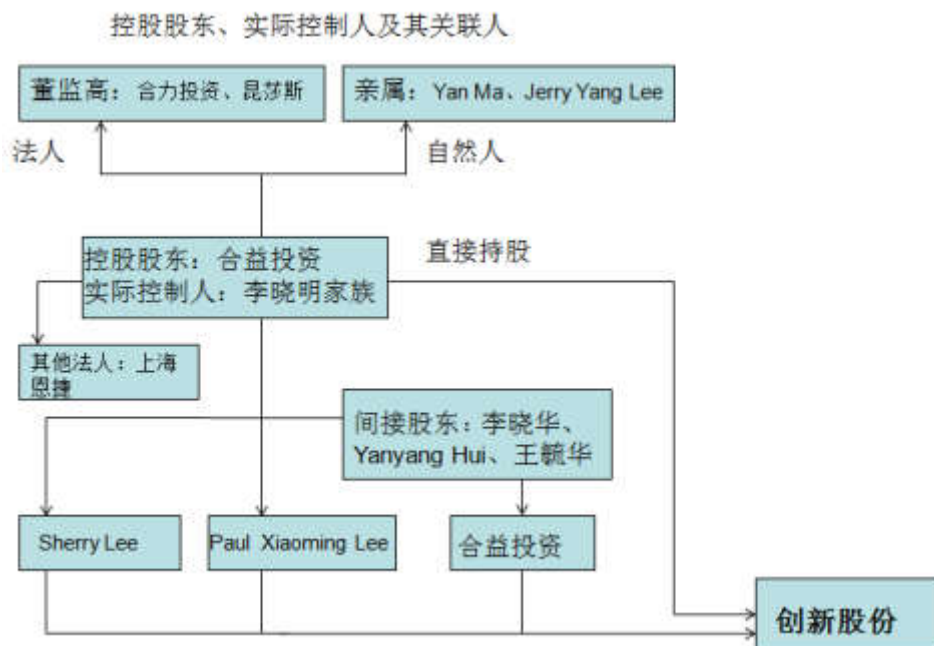 控股股东、实际控制人及其关联人
董监高：合力投资、昆莎斯
亲属：Yan Ma、Jerry Yang Lee
法人
自然人
控股股东：合益投资
实际控制人：李晓明家族
直接持股
其他法人：上海
恩捷
间接股东：李晓华、
Yanyang Hui、王毓华
Sherry Lee
Paul Xiaoming Lee
合益投资
创新股份